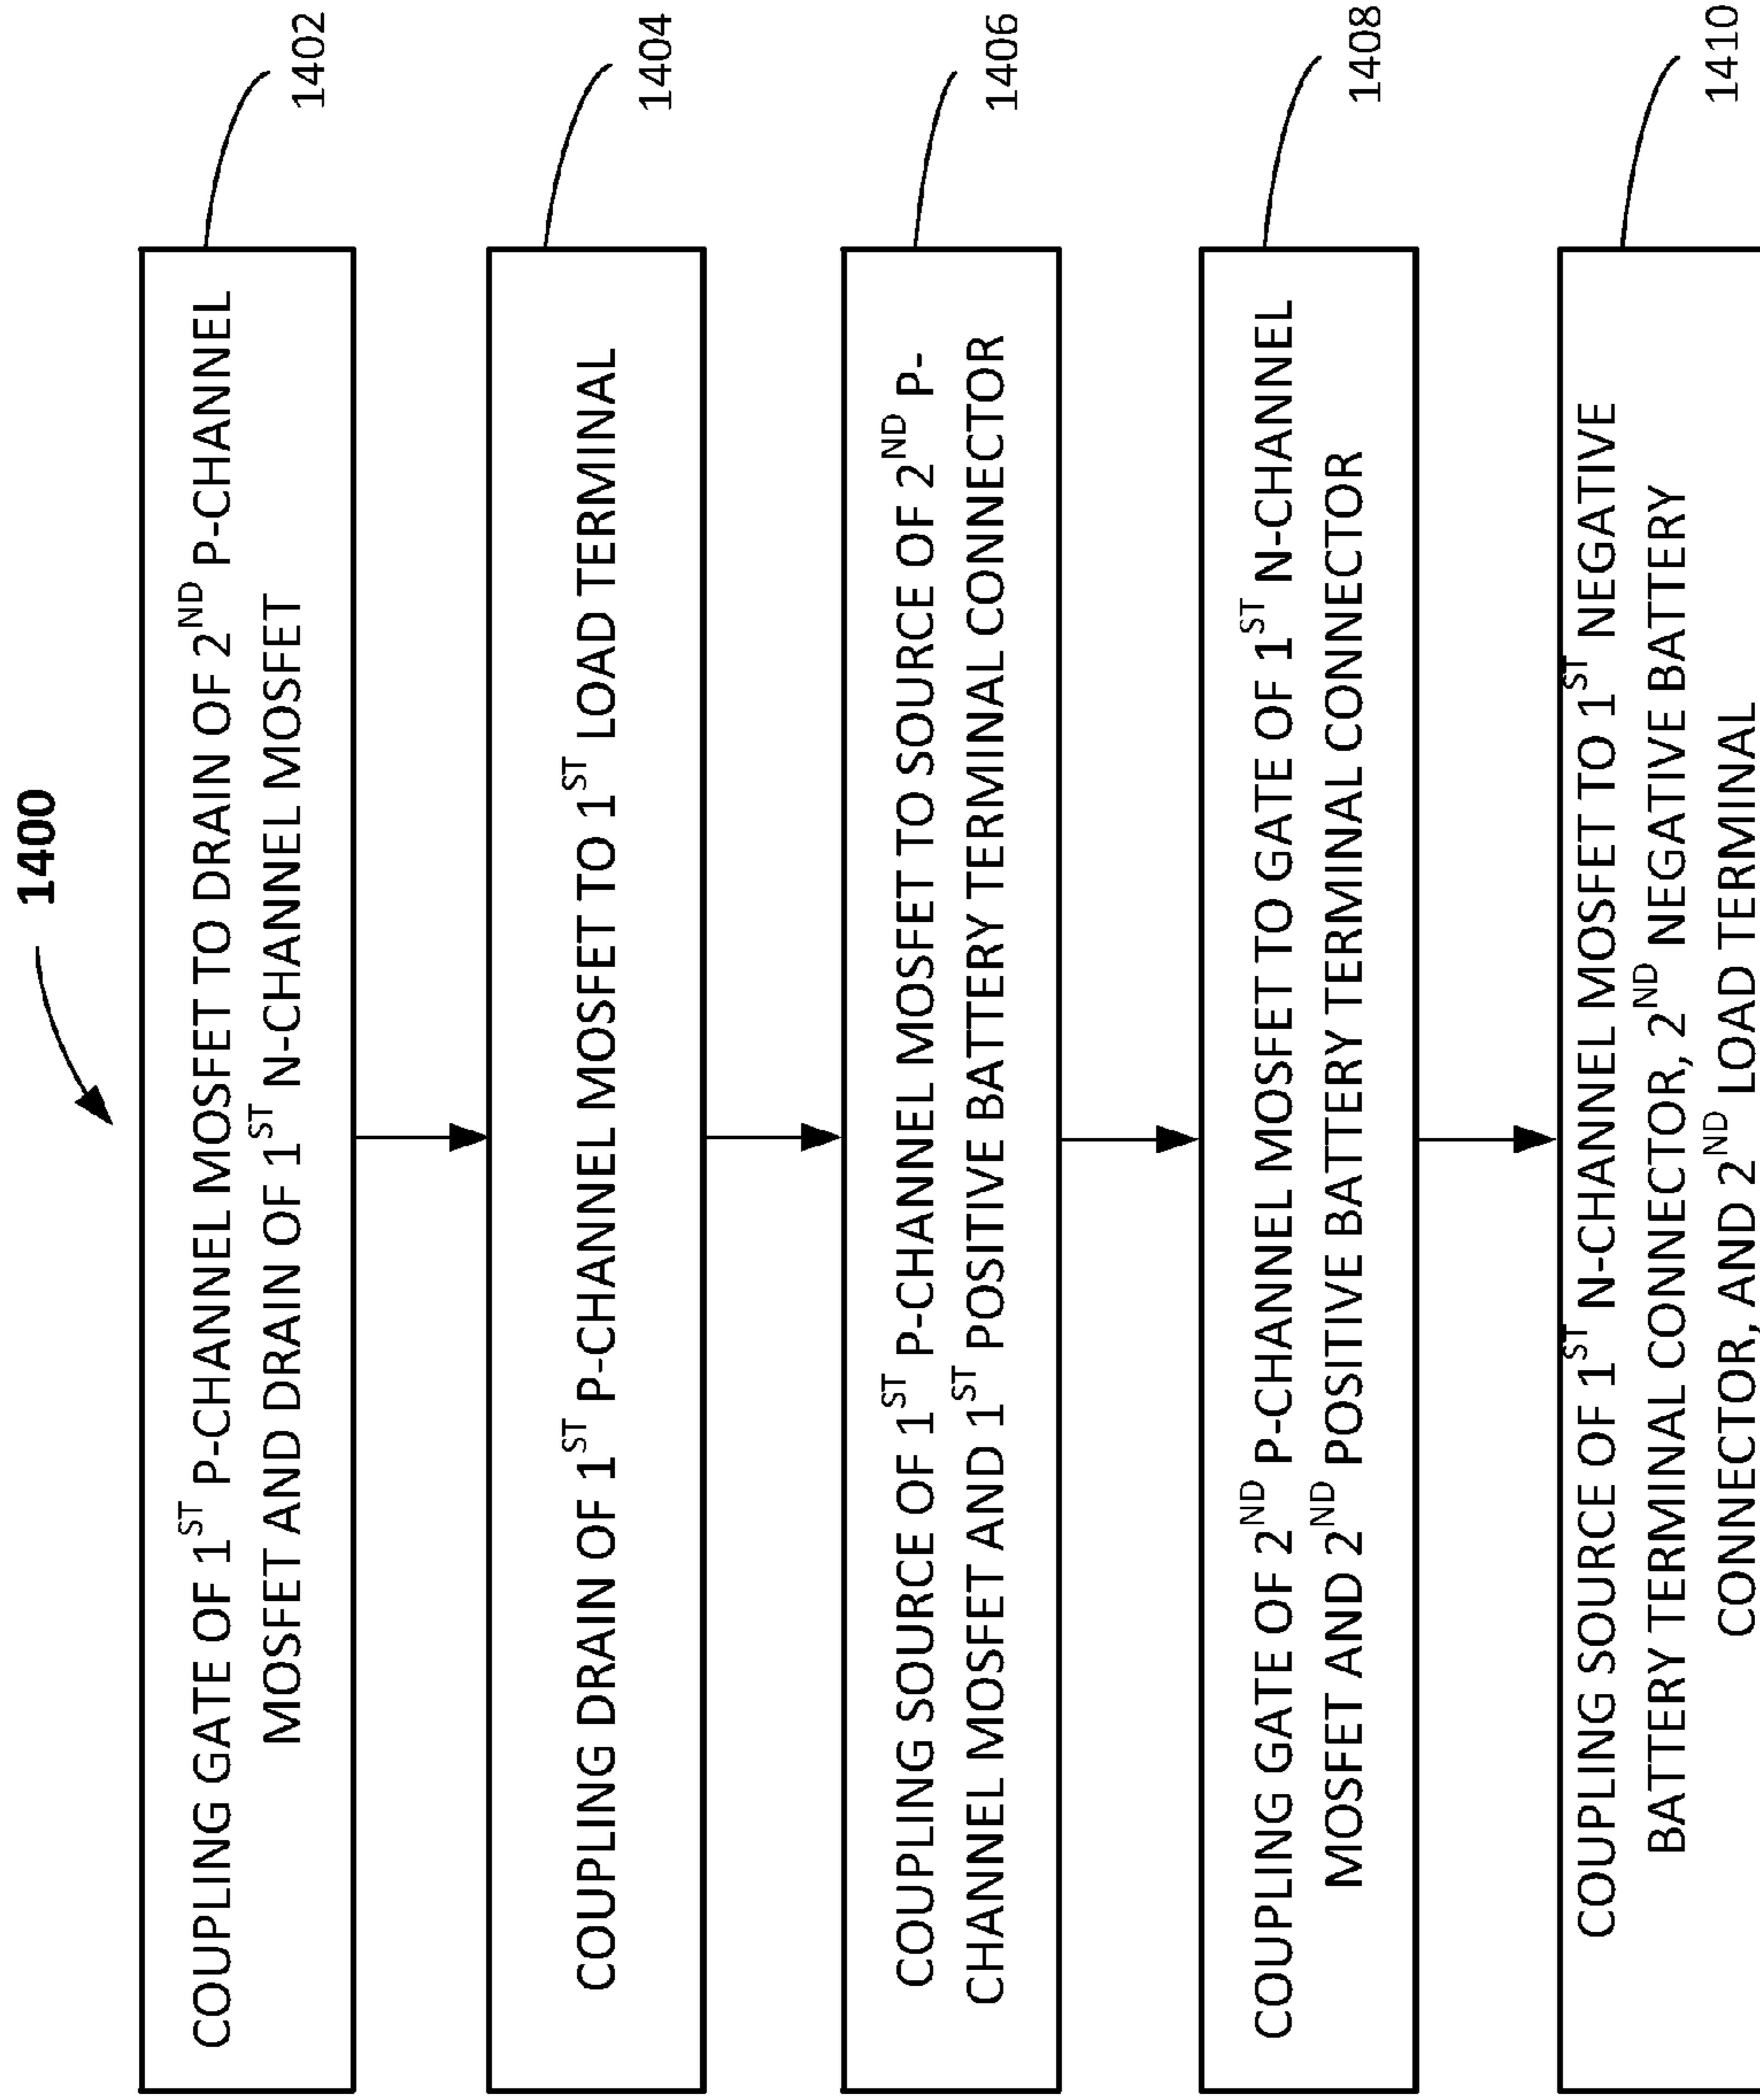 1400
COUPLING GATE OF 1ST P-CHANNEL MOSFET TO DRAIN OF 2ND P-CHANNEL
MOSFET AND DRAIN OF 1ST N-CHANNEL MOSFET
1402
COUPLING DRAIN OF 1ST P-CHANNEL MOSFET TO 1ST LOAD TERMINAL
1404
COUPLING SOURCE OF 1ST P-CHANNEL MOSFET TO SOURCE OF 2ND P-
CHANNEL MOSFET AND 1ST POSITIVE BATTERY TERMINAL CONNECTOR
1406
COUPLING GATE OF 2ND P-CHANNEL MOSFET TO GATE OF 1ST N-CHANNEL
MOSFET AND 2ND POSITIVE BATTERY TERMINAL CONNECTOR
1408
COUPLING SOURCE OF 1ST N-CHANNEL MOSFET TO 1ST NEGATIVE
BATTERY TERMINAL CONNECTOR, 2ND NEGATIVE BATTERY
CONNECTOR, AND 2ND LOAD TERMINAL
1410